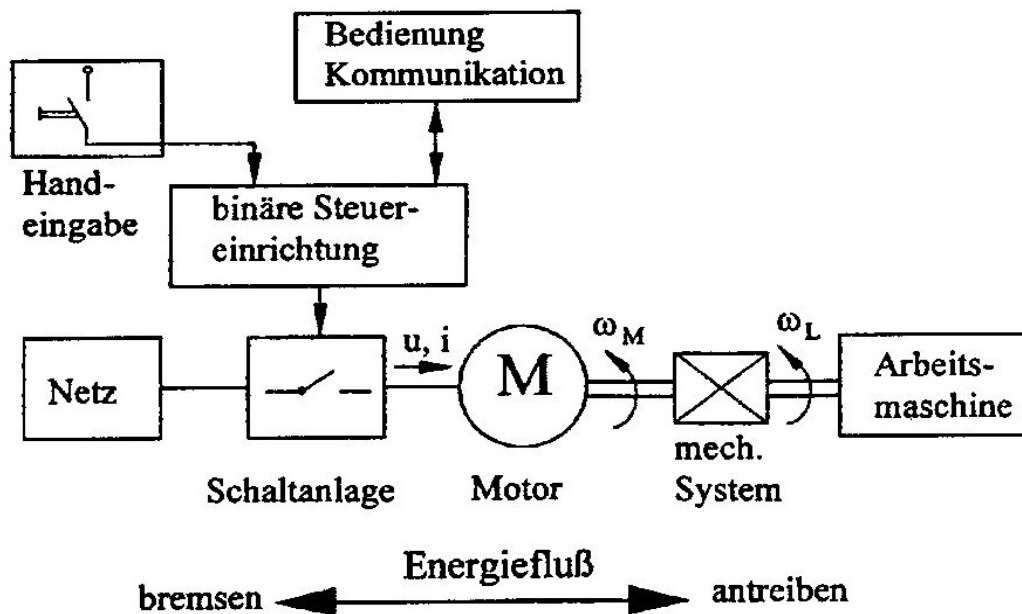 Bedienung
Kommunikation
Hand-
eingabe
binäre Steuer-
einrichtung
Netz
u, i
M
ω_M
ω_L
Arbeits-
maschine
Schaltanlage
Motor
mech.
System
Energiefluß
bremsen
antreiben